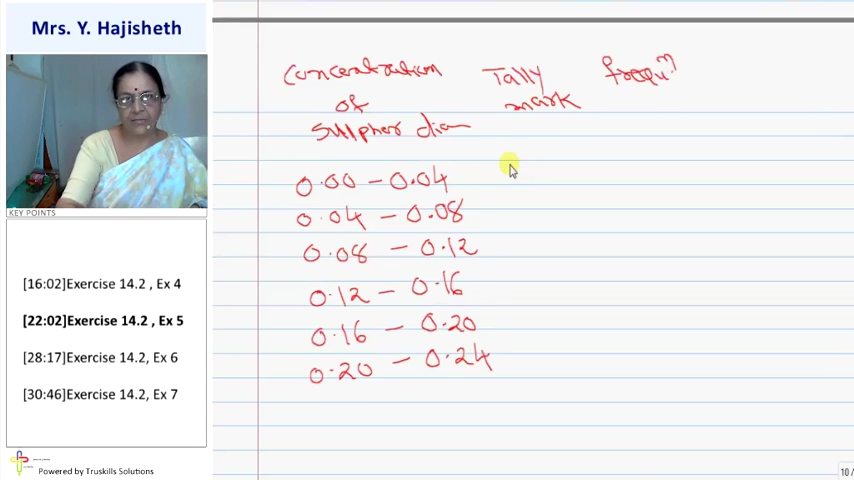 Mrs. Y. Hajisheth
KEY POINTS
[16:02]Exercise 14.2 , Ex 4
[22:02]Exercise 14.2 , Ex 5
[28:17]Exercise 14.2, Ex 6
[30:46]Exercise 14.2, Ex 7
Powered by Truskills Solutions
Concentration Tally
of mark
Sulpher
0.00 - 0.04
0.04 - 0.08
0.08 - 0.12
0.12 - 0.16
0.16 - 0.20
0.20 - 0.24
10/